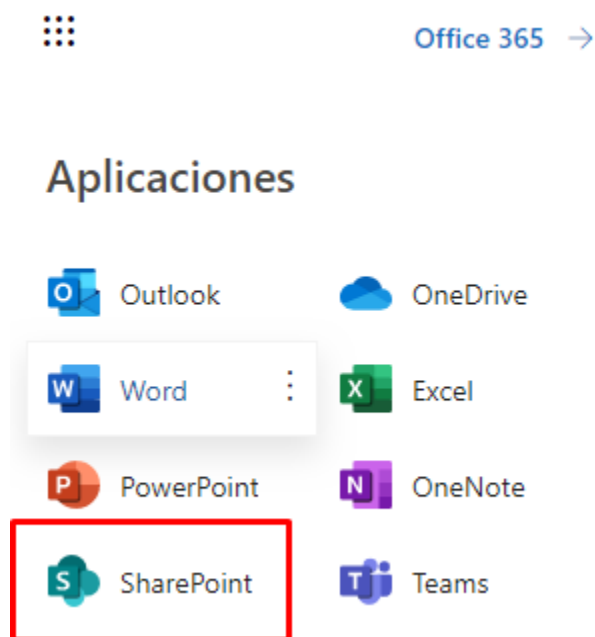 Office 365 →
Aplicaciones
Outlook OneDrive
Word Excel
PowerPoint OneNote
SharePoint Teams